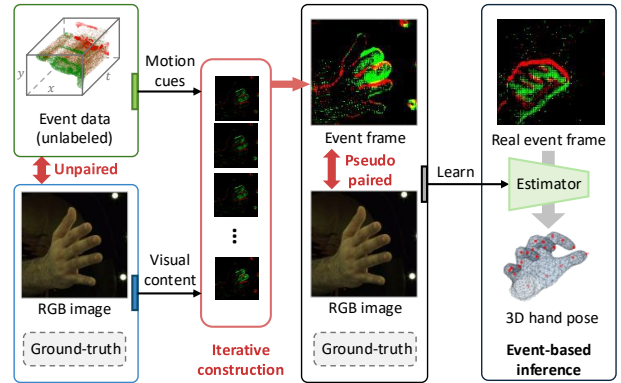 y
x
t
Event data
(unlabeled)
Unpaired
RGB image
Ground-truth
Motion
cues
Visual
content
Iterative
construction
Event frame
Pseudo
paired
RGB image
Ground-truth
Learn
Real event frame
Estimator
3D hand pose
Event-based
inference